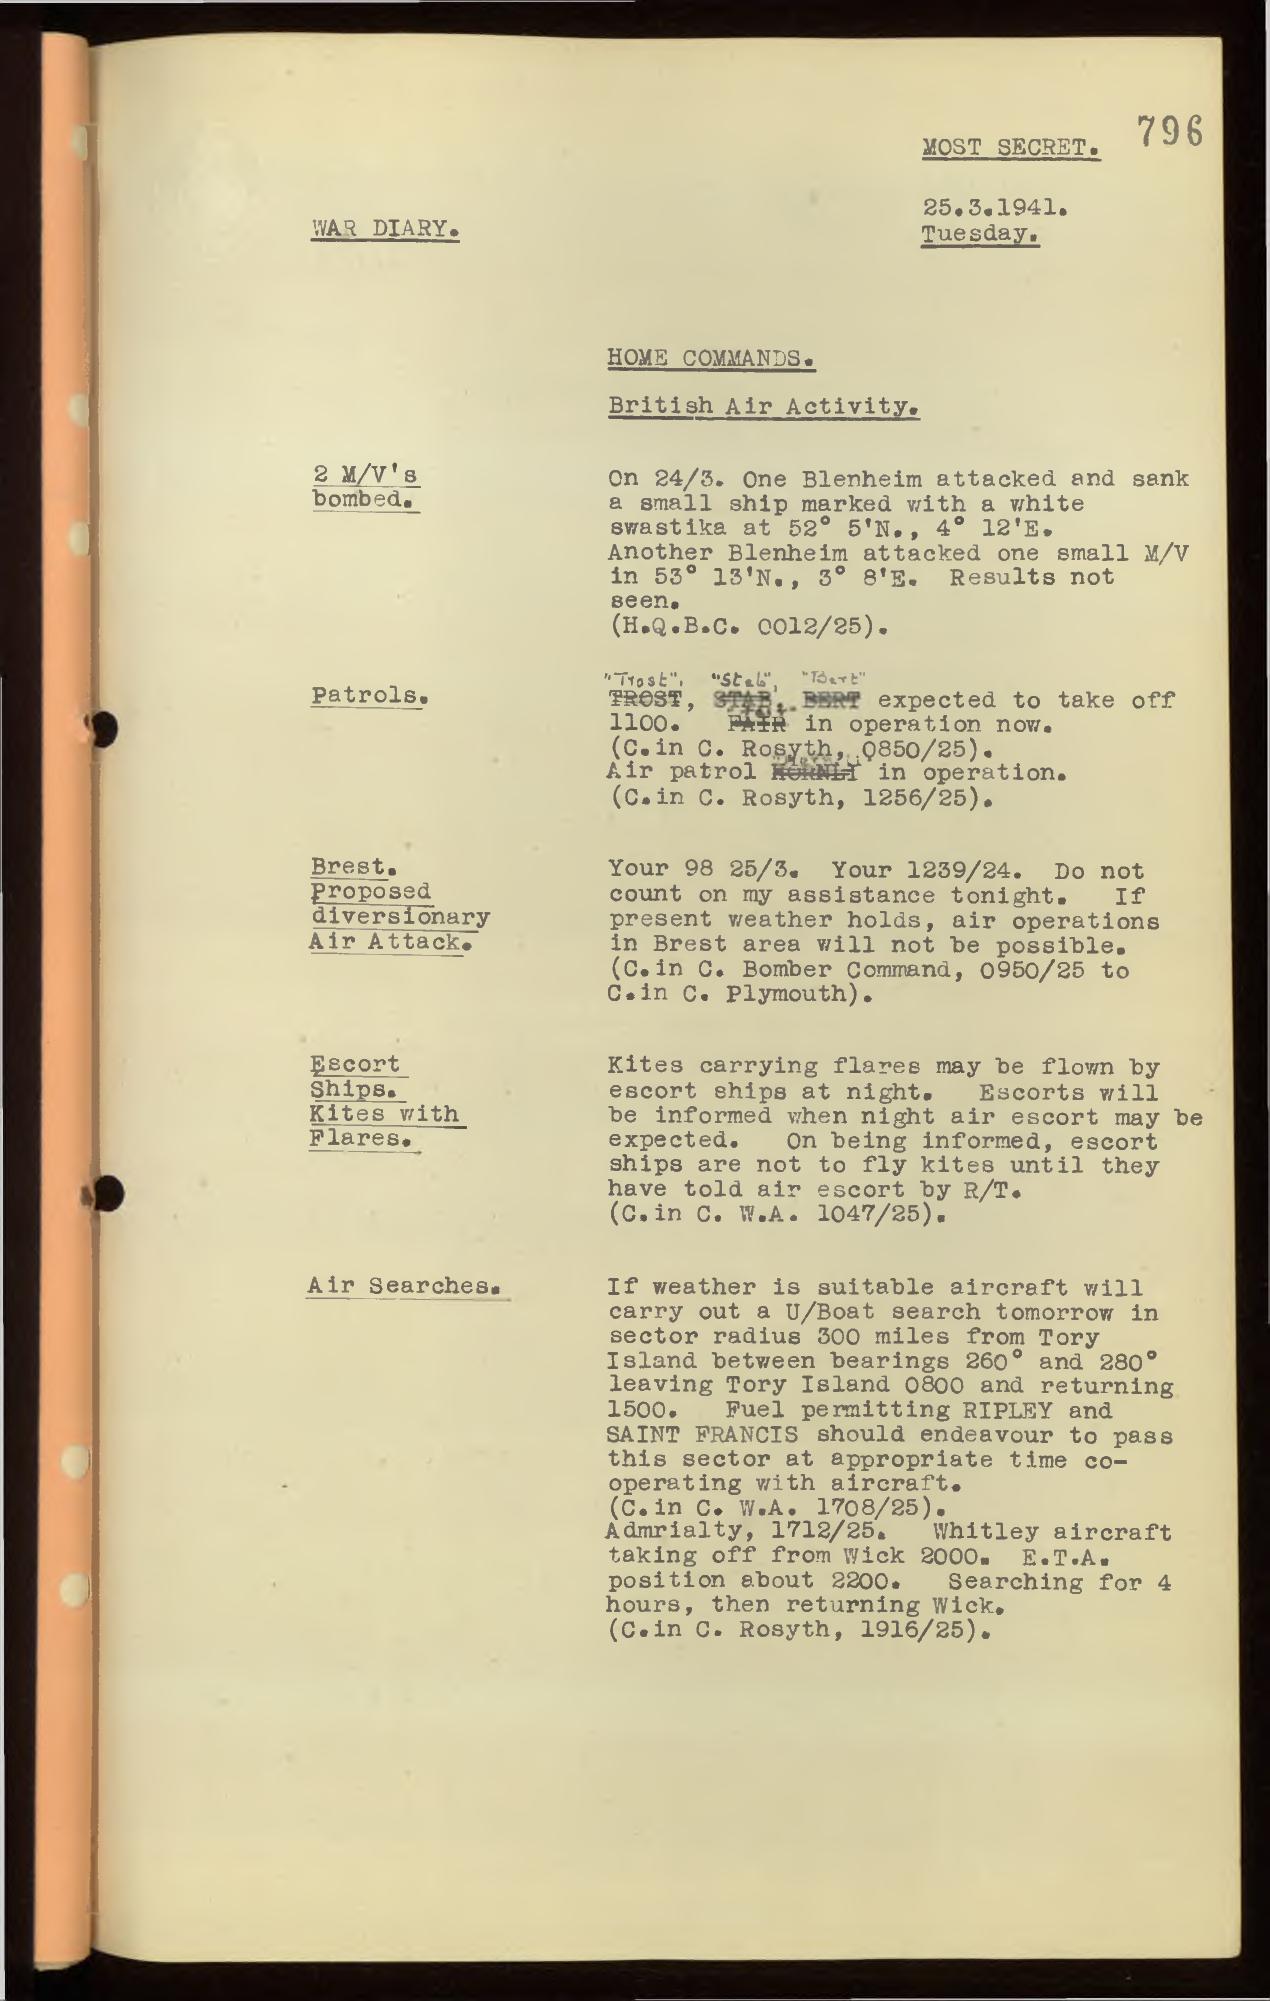 796
MOST SECRET.
25.3.1941.
Tuesday.
WAR DIARY.
HOME COMMANDS.
British Air Activity.
2 M/V's
bombed.
On 24/3. One Blenheim attacked and sank
a small ship marked with a white
swastika at 52° 5'N., 4° 12'E.
Another Blenheim attacked one small M/V
in 53° 13'N., 3° 8'E. Results not
seen.
(H.Q.B.C. 0012/25).
Patrols.
"Trost", "Stab", "Bert"
TROST, STAB, BERT expected to take off
1100. FAIR in operation now.
(C.in C. Rosyth, 0850/25).
Air patrol in operation.
(C.in C. Rosyth, 1256/25).
Brest.
Proposed
diversionary
Air Attack.
Your 98 25/3. Your 1239/24. Do not
count on my assistance tonight. If
present weather holds, air operations
in Brest area will not be possible.
(C.in C. Bomber Command, 0950/25 to
C.in C. Plymouth).
Escort
Ships.
Kites with
Flares.
Kites carrying flares may be flown by
escort ships at night. Escorts will
be informed when night air escort may be
expected. On being informed, escort
ships are not to fly kites until they
have told air escort by R/T.
(C.in C. W.A. 1047/25).
Air Searches.
If weather is suitable aircraft will
carry out a U/Boat search tomorrow in
sector radius 300 miles from Tory
Island between bearings 260° and 280°
leaving Tory Island 0800 and returning
1500. Fuel permitting RIPLEY and
SAINT FRANCIS should endeavour to pass
this sector at appropriate time co-
operating with aircraft.
(C.in C. W.A. 1708/25).
Admrialty, 1712/25. Whitley aircraft
taking off from Wick 2000. E.T.A.
position about 2200. Searching for 4
hours, then returning Wick.
(C.in C. Rosyth, 1916/25).